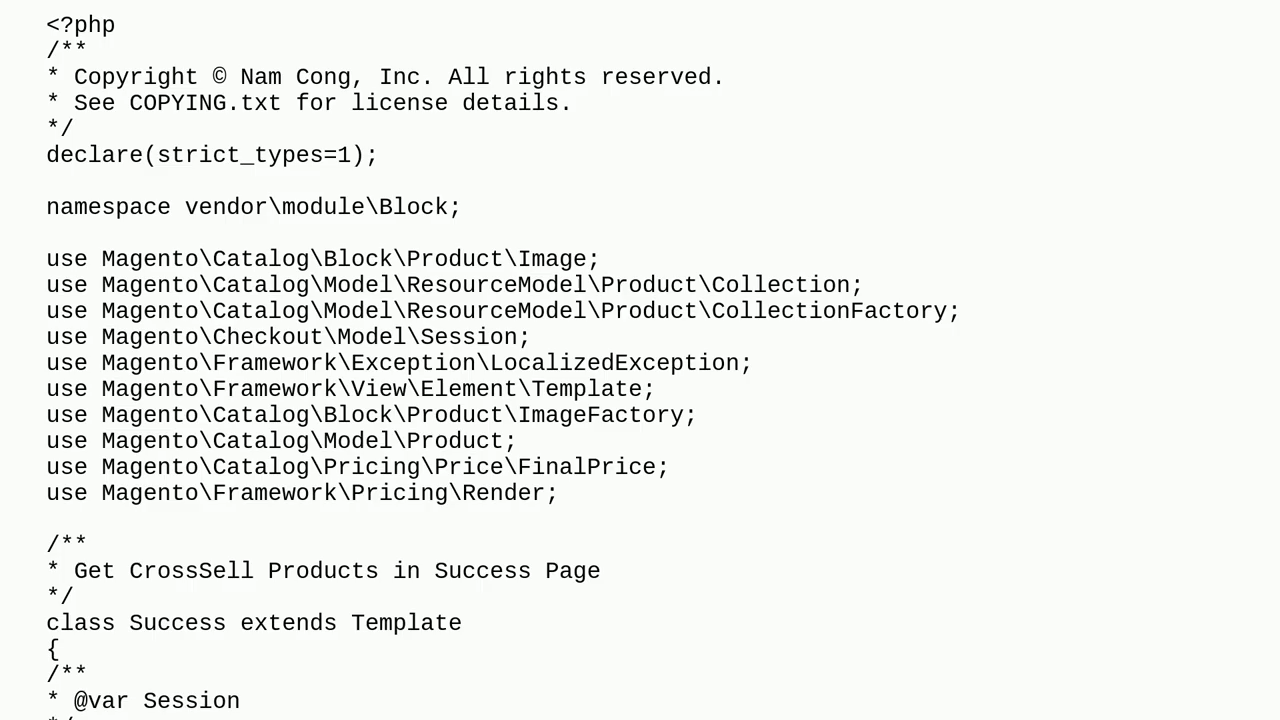 <?php
/**
* Copyright © Nam Cong, Inc. All rights reserved.
* See COPYING.txt for license details.
*/
declare(strict_types=1);
namespace vendor\module\Block;
use Magento\Catalog\Block\Product\Image;
use Magento\Catalog\Model\ResourceModel\Product\Collection;
use Magento\Catalog\Model\ResourceModel\Product\CollectionFactory;
use Magento\Checkout\Model\Session;
use Magento\Framework\Exception\LocalizedException;
use Magento\Framework\View\Element\Template;
use Magento\Catalog\Block\Product\ImageFactory;
use Magento\Catalog\Model\Product;
use Magento\Catalog\Pricing\Price\FinalPrice;
use Magento\Framework\Pricing\Render;
/**
* Get CrossSell Products in Success Page
*/
class Success extends Template
{
/**
* @var Session
*/